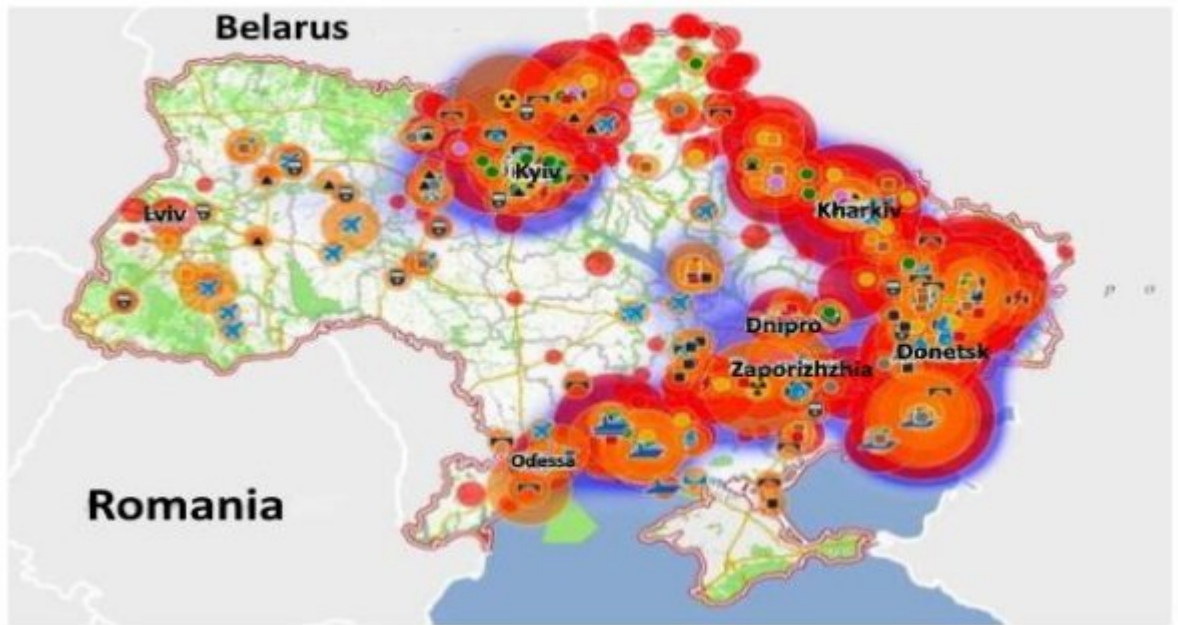 Belarus
Kyiv
Lviv
Kharkiv
Dnipro
Donetsk
Zaporizhzhia
Odessa
Romania